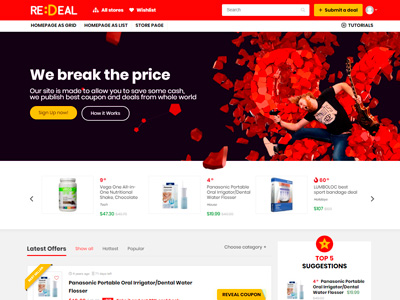 RE:DEAL
All stores
Wishlist
Search
+ Submit a deal
HOMEPAGE AS GRID
HOMEPAGE AS LIST
STORE PAGE
TUTORIALS
We break the price
Our site is made to allow you to save some cash,
we publish best coupon and deals from whole world
Sign Up now!
How it Works
9°
Vega One All-In-
One Nutritional
Shake, Chocolate
$47.30
4°
Panasonic Portable
Oral Irrigator/Dental
Water Flosser
$19.99
60°
LUMBOLOC best
sport bandage deal
Holidays
$107
Latest Offers
Show all
Hottest
Popular
Choose category
TOP 5
SUGGESTIONS
Panasonic Portable Oral Irrigator/Dental Water
Flosser
REVEAL COUPON
Panasonic Portable
Oral Irrigator/Dental
Water Flosser
$19.99